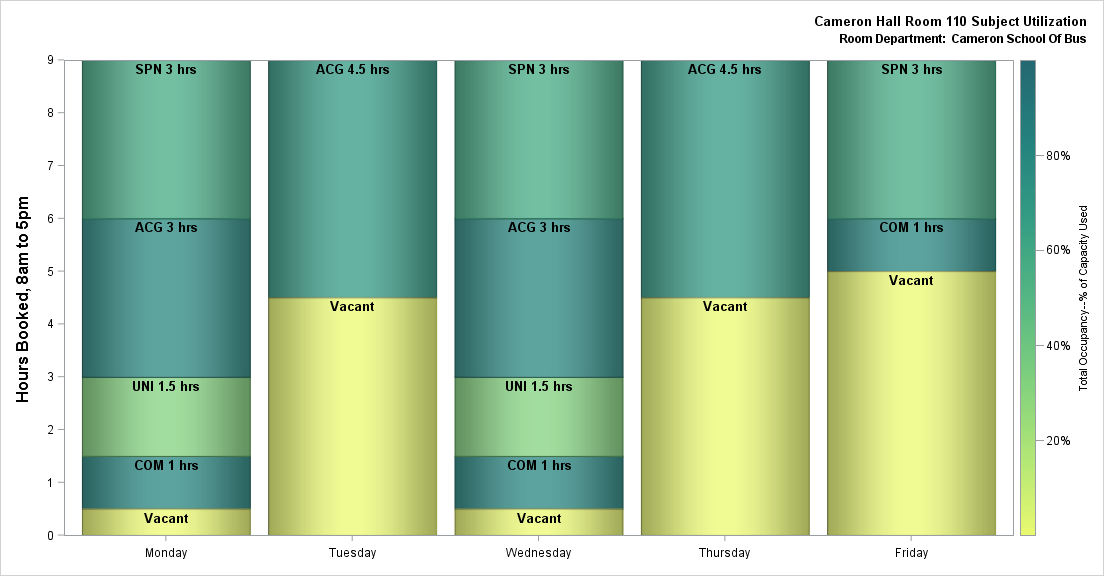 Cameron Hall Room 110 Subject Utilization
Room Department: Cameron School Of Bus
Hours Booked, 8am to 5pm
9
8
7
6
5
4
3
2
1
0
SPN 3 hrs
ACG 3 hrs
UNI 1.5 hrs
COM 1 hrs
Vacant
ACG 4.5 hrs
Vacant
SPN 3 hrs
ACG 3 hrs
UNI 1.5 hrs
COM 1 hrs
Vacant
ACG 4.5 hrs
Vacant
SPN 3 hrs
COM 1 hrs
Vacant
Monday
Tuesday
Wednesday
Thursday
Friday
80%
60%
40%
20%
Total Occupancy--% of Capacity Used